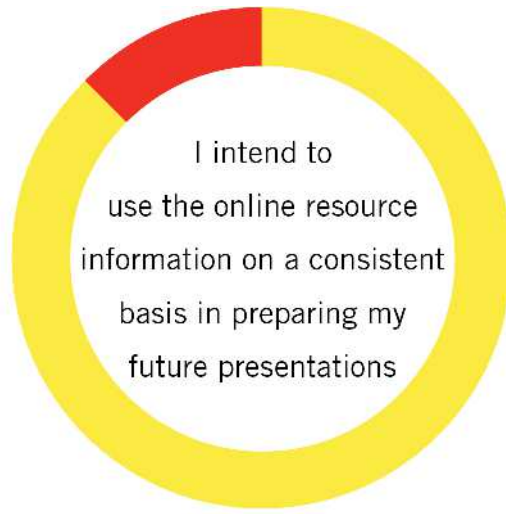 I intend to
use the online resource
information on a consistent
basis in preparing my
future presentations